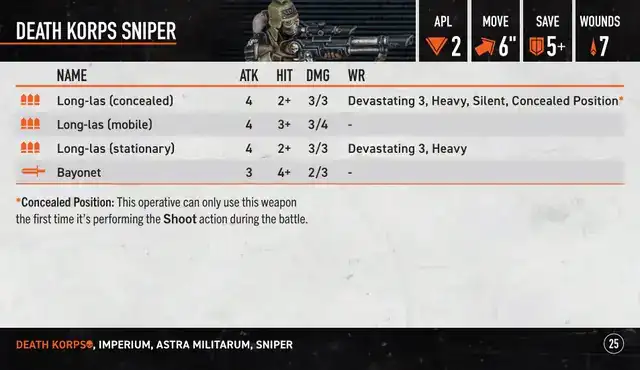 DEATH KORPS SNIPER
APL MOVE SAVE WOUNDS
2 6" 5+ 7
NAME ATK HIT DMG WR
Long-las (concealed) 4 2+ 3/3 Devastating 3, Heavy, Silent, Concealed Position*
Long-las (mobile) 4 3+ 3/4 -
Long-las (stationary) 4 2+ 3/3 Devastating 3, Heavy
Bayonet 3 4+ 2/3 -
*Concealed Position: This operative can only use this weapon
the first time it's performing the Shoot action during the battle.
DEATH KORPS, IMPERIUM, ASTRA MILITARUM, SNIPER
25